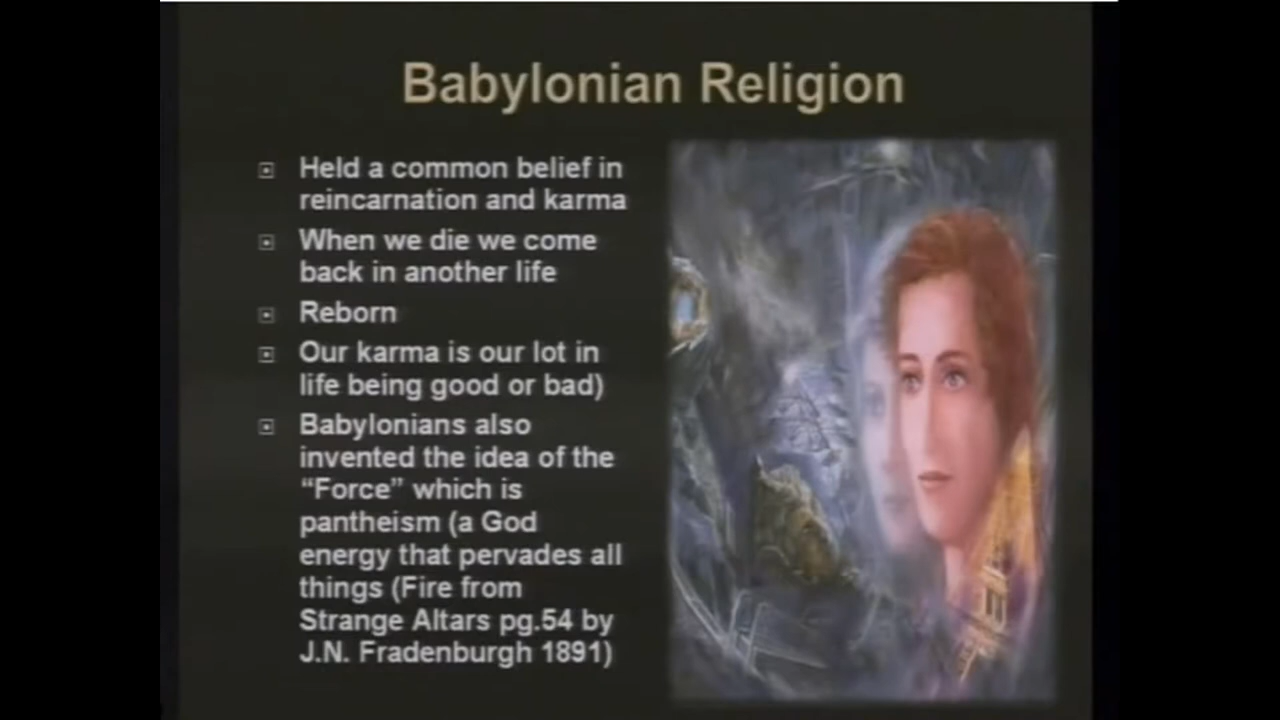 Babylonian Religion
Held a common belief in
reincarnation and karma
When we die we come
back in another life
Reborn
Our karma is our lot in
life being good or bad)
Babylonians also
invented the idea of the
“Force” which is
pantheism (a God
energy that pervades all
things (Fire from
Strange Altars pg.54 by
J.N. Fradenburgh 1891)